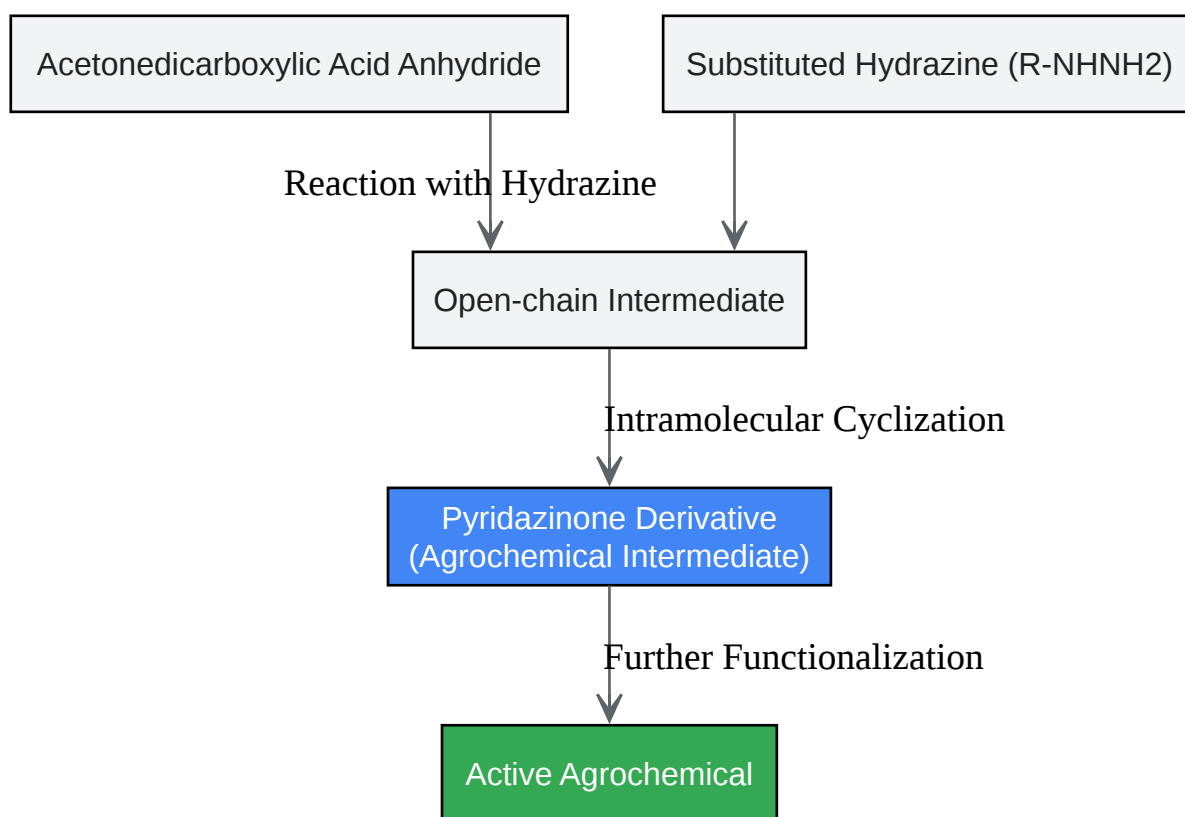 Acetonedicarboxylic Acid Anhydride
Substituted Hydrazine (R-NHNH2)
Reaction with Hydrazine
Open-chain Intermediate
Intramolecular Cyclization
Pyridazinone Derivative
(Agrochemical Intermediate)
Further Functionalization
Active Agrochemical